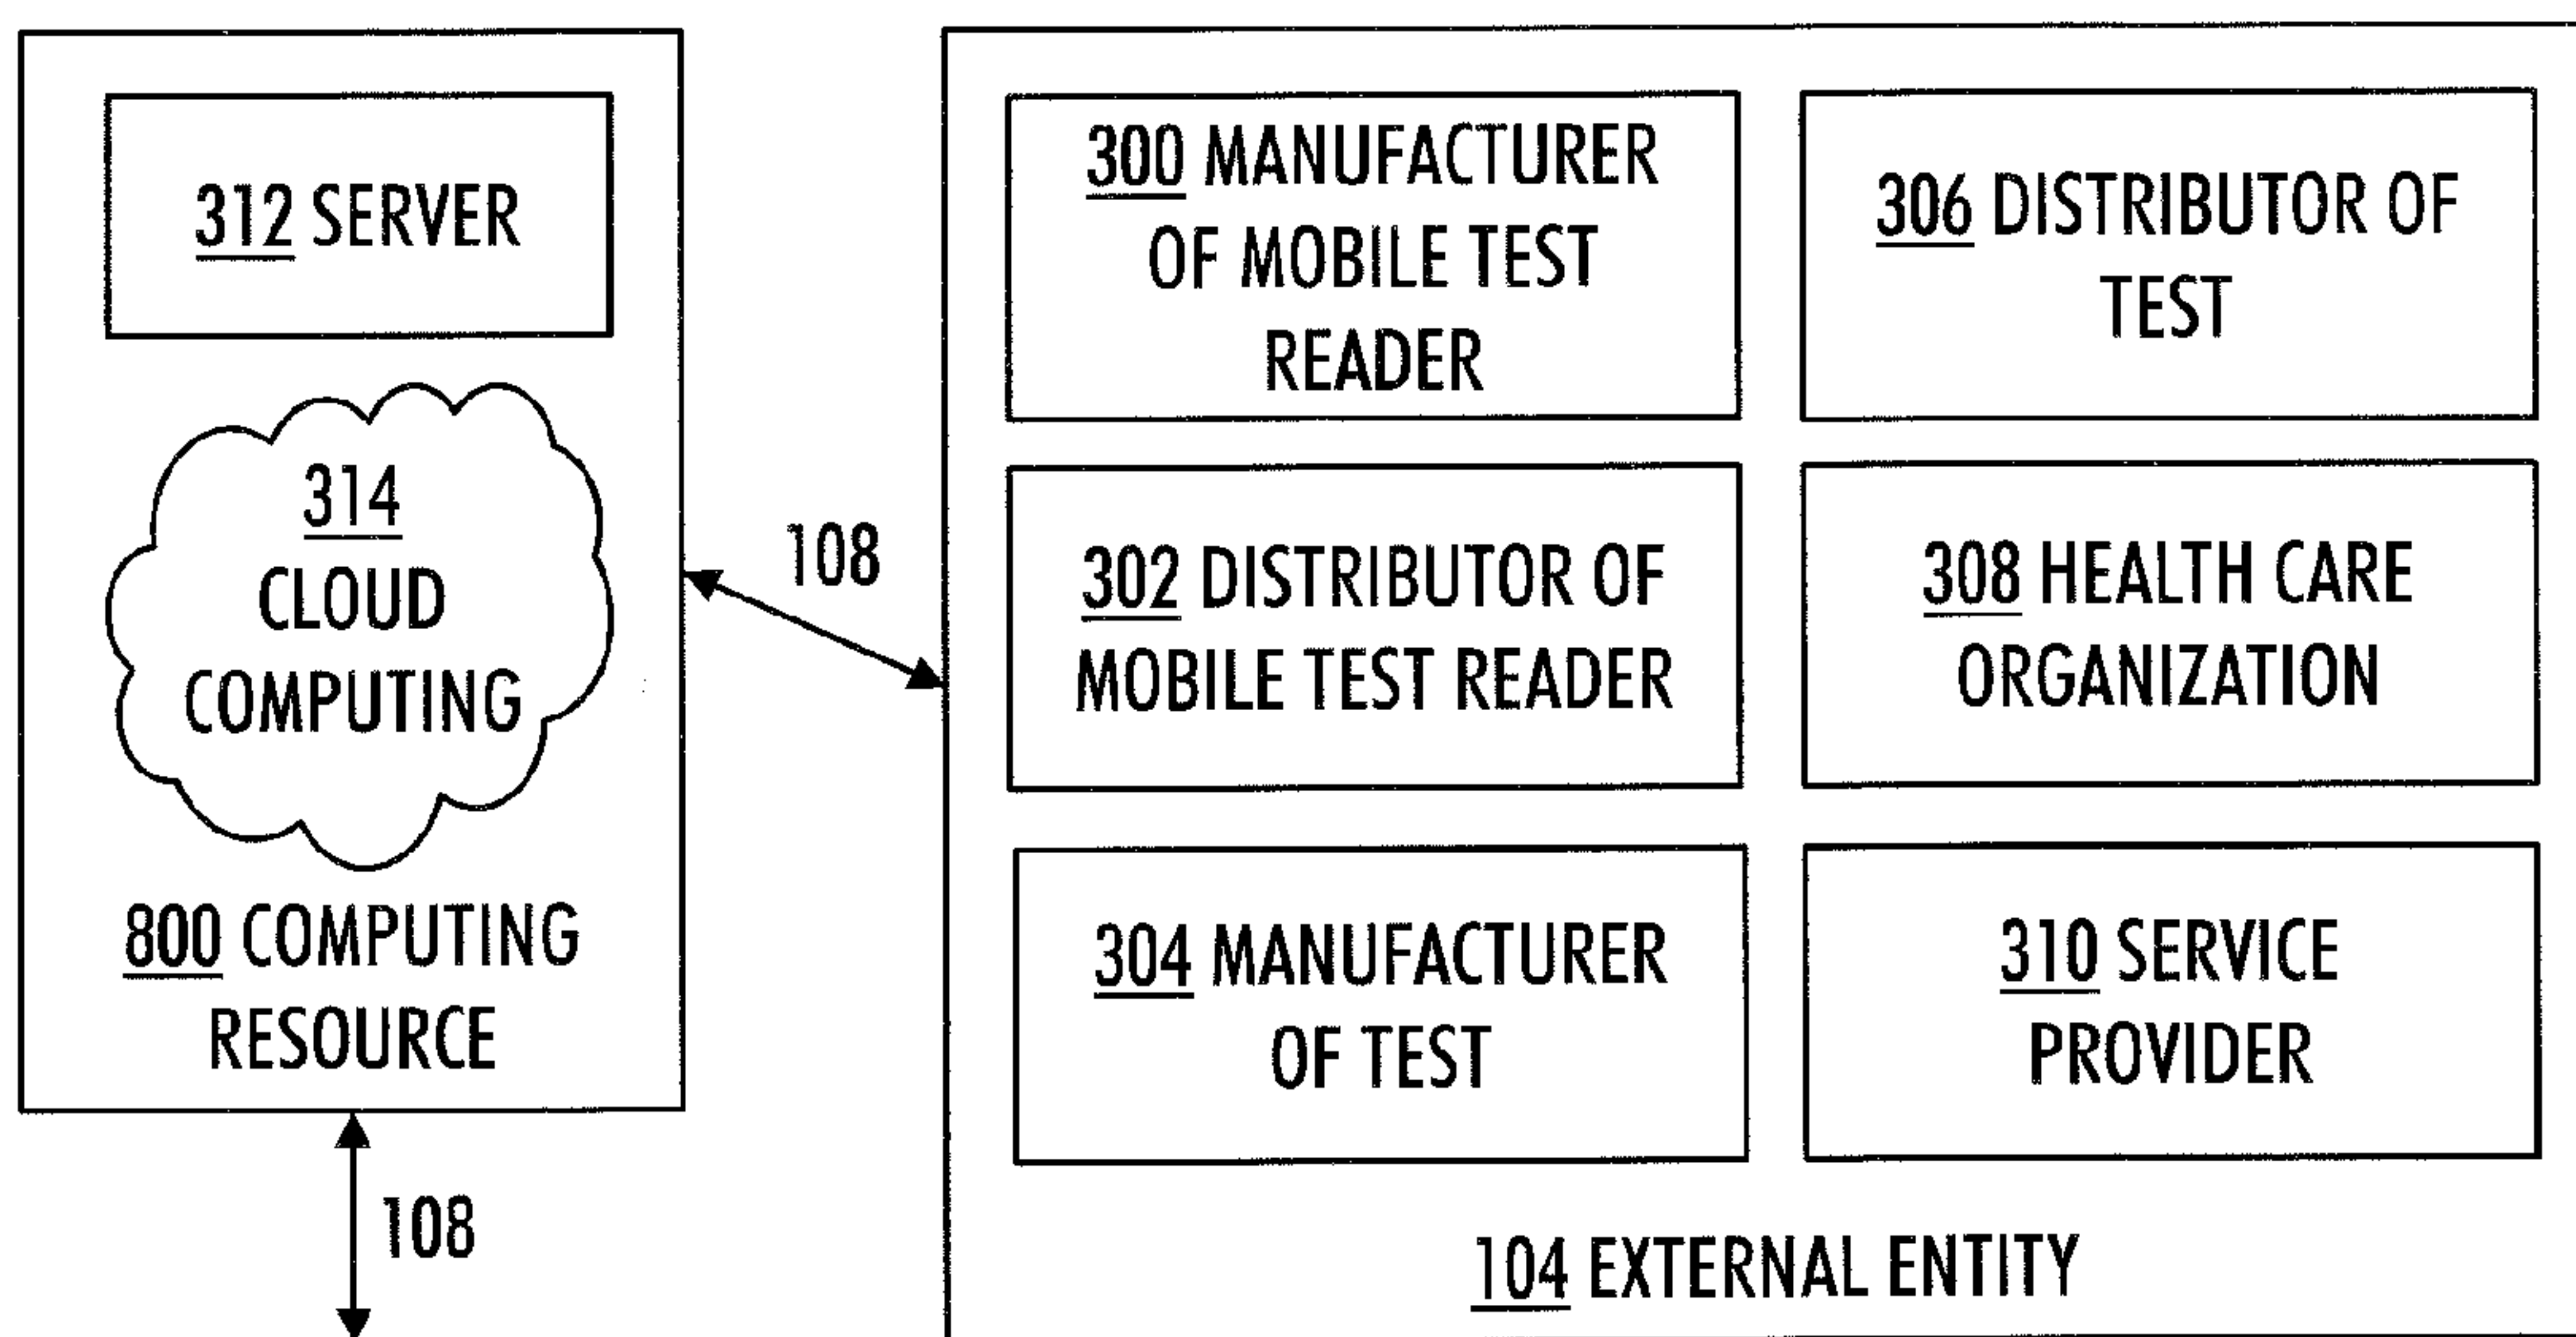 312 SERVER
314
CLOUD
COMPUTING
800 COMPUTING
RESOURCE
108
108
300 MANUFACTURER
OF MOBILE TEST
READER
306 DISTRIBUTOR OF
TEST
302 DISTRIBUTOR OF
MOBILE TEST READER
308 HEALTH CARE
ORGANIZATION
304 MANUFACTURER
OF TEST
310 SERVICE
PROVIDER
104 EXTERNAL ENTITY